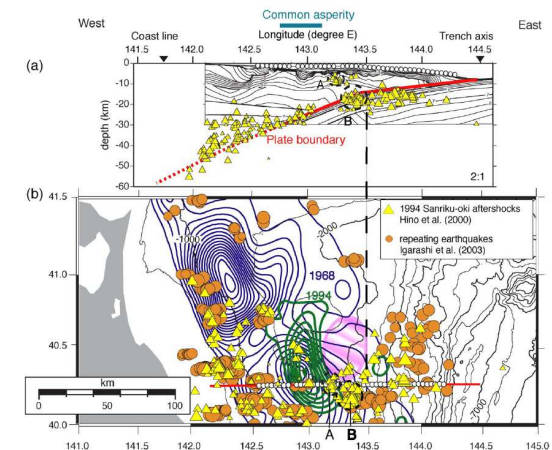 West
Common asperity
East
Coast line
Longitude (degree E)
Trench axis
141.5 142.0 142.5 143.0 143.5 144.0 144.5
(a)
depth (km)
0
-10
-20
-30
-40
-50
-60
A
B
Plate boundary
2:1
(b)
41.5
41.0
40.5
40.0
-1000
-2000
1968
1994
-7000
1994 Sanriku-oki aftershocks
Hino et al. (2000)
repeating earthquakes
Igarashi et al. (2003)
km
0 50 100
A B
141.0 141.5 142.0 142.5 143.0 143.5 144.0 144.5 145.0